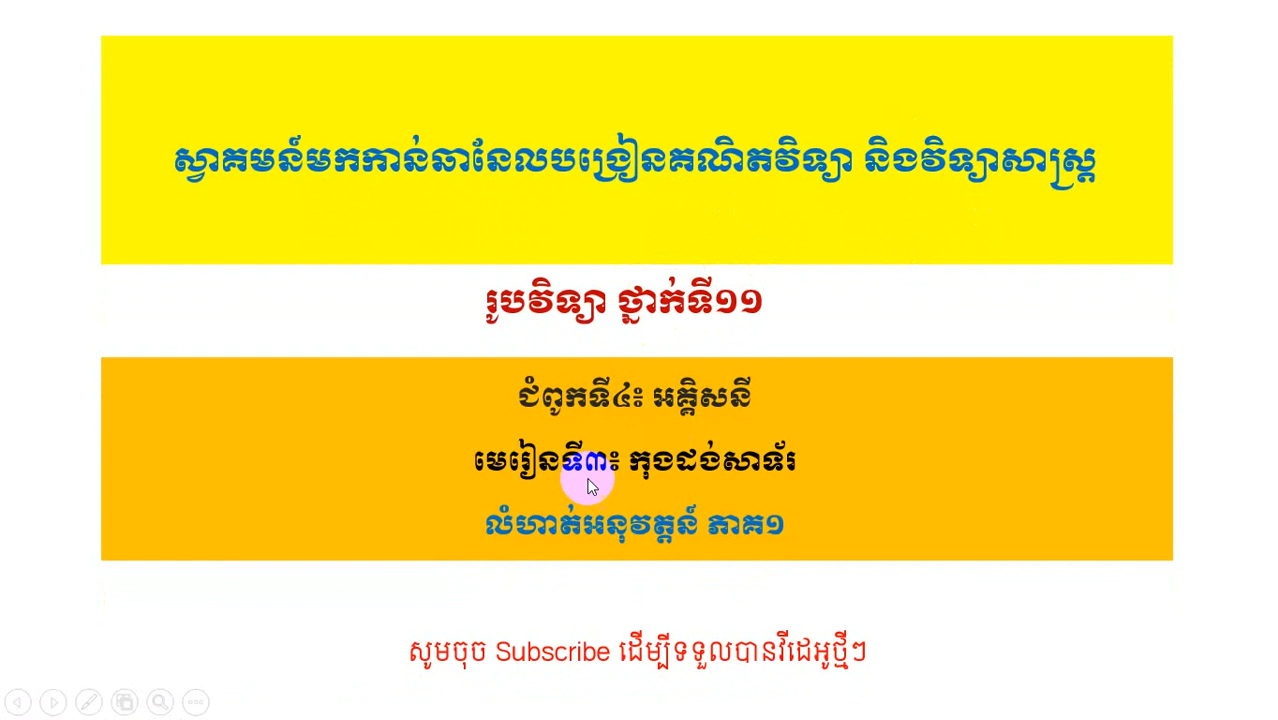 ស្វាគមន៍មកកាន់ឆានែលបង្រៀនគណិតវិទ្យា និងវិទ្យាសាស្ត្រ
រូបវិទ្យា ថ្នាក់ទី១១
ជំពូកទី៤៖ អគ្គិសនី
មេរៀនទី៣៖ កុងដង់សាទ័រ
លំហាត់អនុវត្តន៍ ភាគ១
សូមចុច Subscribe ដើម្បីទទួលបានវីដេអូថ្មីៗ